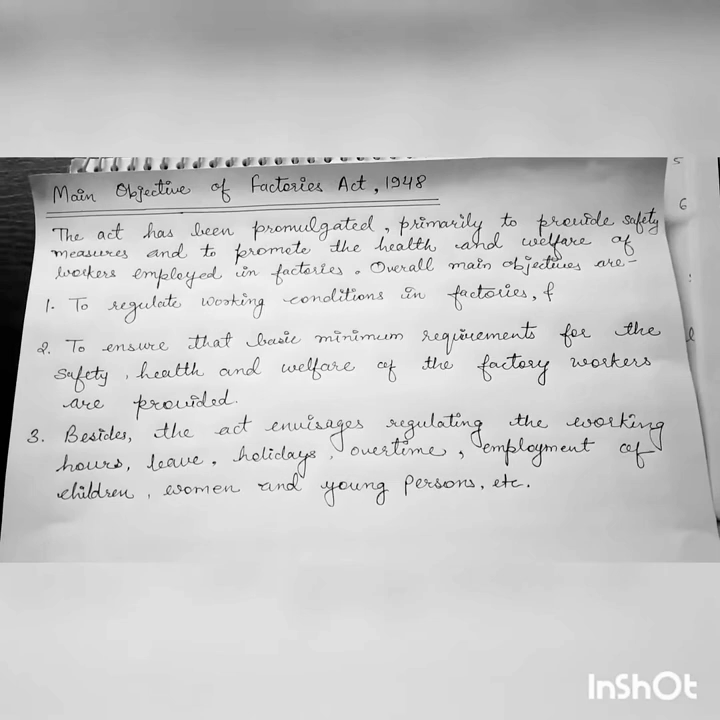 Main Objective of Factories Act, 1948
The act has been promulgated, primarily to provide safety
measures and to promote the health and welfare of
workers employed in factories. Overall main objectives are-
1. To regulate working conditions in factories, &
2. To ensure that basic minimum requirements for the
safety, health and welfare of the factory workers
are provided.
3. Besides, the act envisages regulating the working
hours, leave, holidays, overtime, employment of
children, women and young persons, etc.
5
6
InShOt